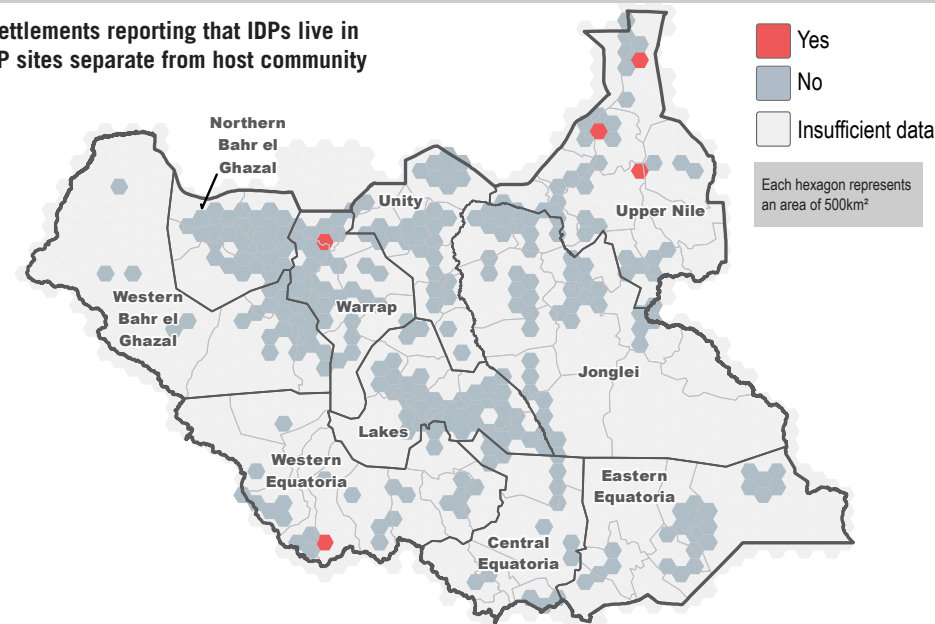 ettlements reporting that IDPs live in
P sites separate from host community
Yes
No
Insufficient data
Each hexagon represents
an area of 500km²
Northern
Bahr el
Ghazal
Unity
Upper Nile
Western
Bahr el
Ghazal
Warrap
Jonglei
Lakes
Western
Equatoria
Eastern
Equatoria
Central
Equatoria